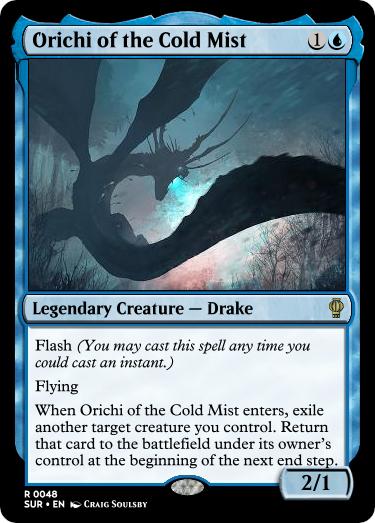 Orichi of the Cold Mist 1
Legendary Creature — Drake
Flash (You may cast this spell any time you
could cast an instant.)
Flying
When Orichi of the Cold Mist enters, exile
another target creature you control. Return
that card to the battlefield under its owner's
control at the beginning of the next end step.
2/1
R 0048
SUR • EN Craig Soulsby